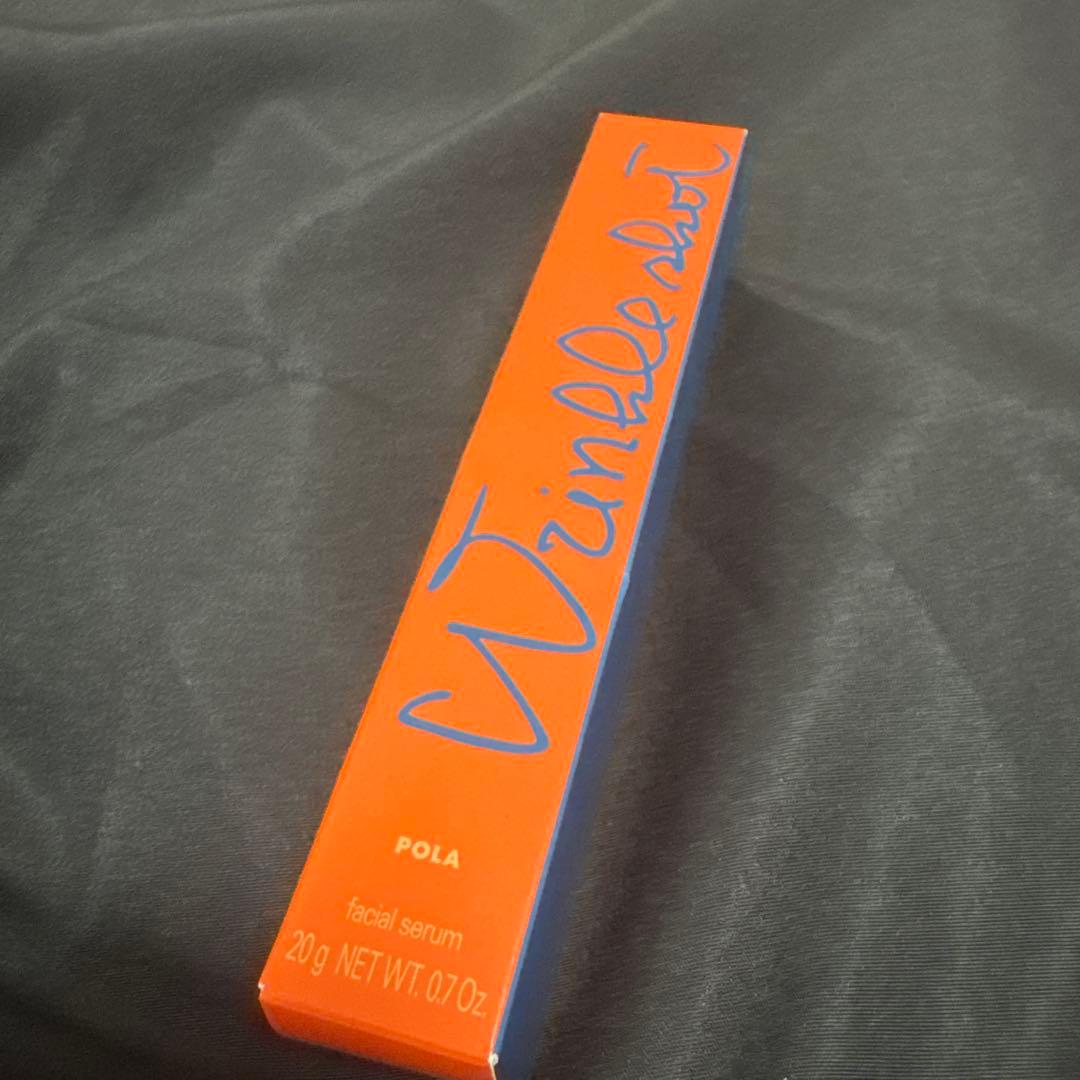 Wrinkle shot
POLA
facial serum
20g NET WT. 0.7 Oz.